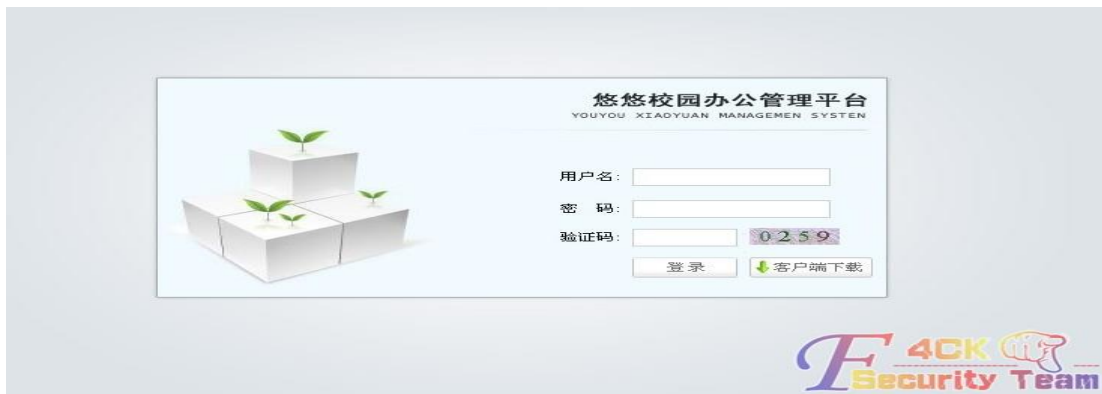 悠悠校园办公管理平台
YOUYOU XIAOYUAN MANAGEMEN SYSTEN
用户名:
密 码:
验证码: 0259
登录 客户端下载
F4CK
Security Team